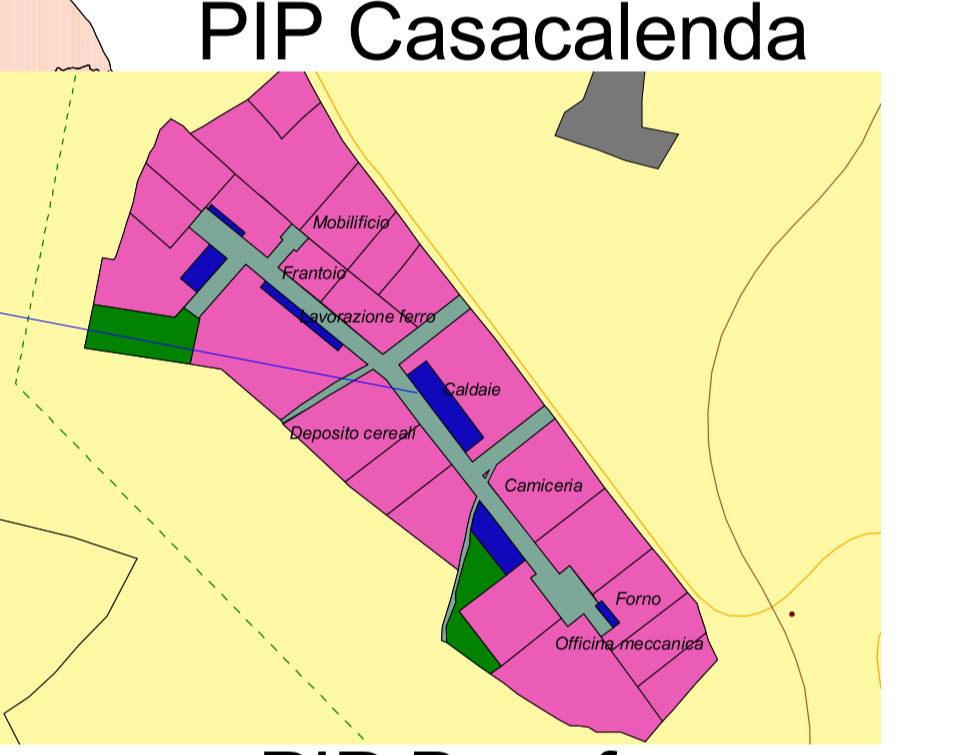 PIP Casacalenda
Mobilificio
Frantoio
Lavorazione ferro
Caldaie
Deposito cereali
Camiceria
Forno
Officina meccanica